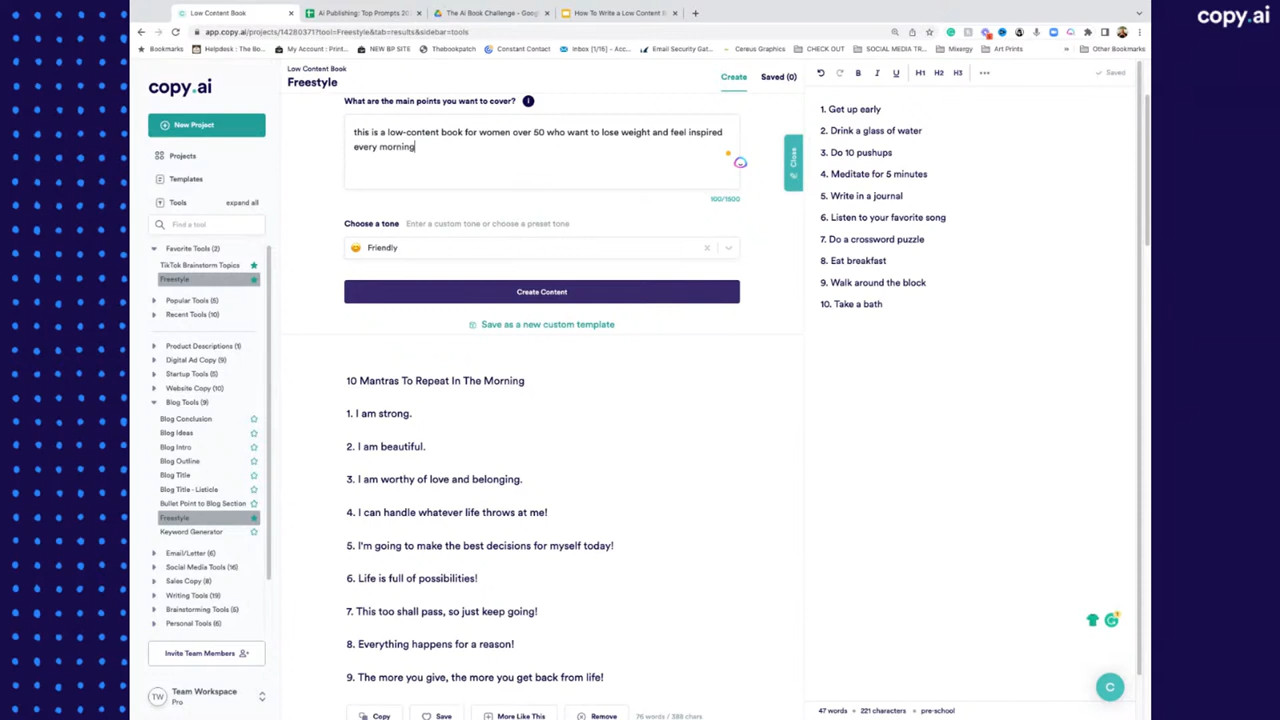 Low Content Book
AI Publishing: Top Prompts 20
The AI Book Challenge - Google
How To Write a Low Content B
copy.ai
app.copy.ai/projects/14280371?tool=Freestyle&tab=results&sidebar=tools
Bookmarks
Helpdesk : The Bo
My Account : Print
NEW BP SITE
Thebookpatch
Constant Contact
Inbox [1/15] – Acc
Email Security Gat
Cereus Graphics
CHECK OUT
SOCIAL MEDIA TR
Mixergy
Art Prints
Other Bookmarks
copy.ai
New Project
Projects
Templates
Tools
expand all
Find a tool
Favorite Tools (2)
TikTok Brainstorm Topics
Freestyle
Popular Tools (5)
Recent Tools (10)
Product Descriptions (1)
Digital Ad Copy (9)
Startup Tools (5)
Website Copy (10)
Blog Tools (9)
Blog Conclusion
Blog Ideas
Blog Intro
Blog Outline
Blog Title
Blog Title - Listicle
Bullet Point to Blog Section
Freestyle
Keyword Generator
Email/Letter (6)
Social Media Tools (16)
Sales Copy (8)
Writing Tools (19)
Brainstorming Tools (5)
Personal Tools (6)
Invite Team Members
TW
Team Workspace
Pro
Low Content Book
Freestyle
Create
Saved (0)
What are the main points you want to cover?
this is a low-content book for women over 50 who want to lose weight and feel inspired
every morning
100/1500
Close
Choose a tone
Enter a custom tone or choose a preset tone
Friendly
Create Content
Save as a new custom template
10 Mantras To Repeat In The Morning
1. I am strong.
2. I am beautiful.
3. I am worthy of love and belonging.
4. I can handle whatever life throws at me!
5. I'm going to make the best decisions for myself today!
6. Life is full of possibilities!
7. This too shall pass, so just keep going!
8. Everything happens for a reason!
9. The more you give, the more you get back from life!
Copy
Save
More Like This
Remove
76 words / 389 chars
B
I
U
H1
H2
H3
Saved
1. Get up early
2. Drink a glass of water
3. Do 10 pushups
4. Meditate for 5 minutes
5. Write in a journal
6. Listen to your favorite song
7. Do a crossword puzzle
8. Eat breakfast
9. Walk around the block
10. Take a bath
C
47 words
221 characters
pre-school